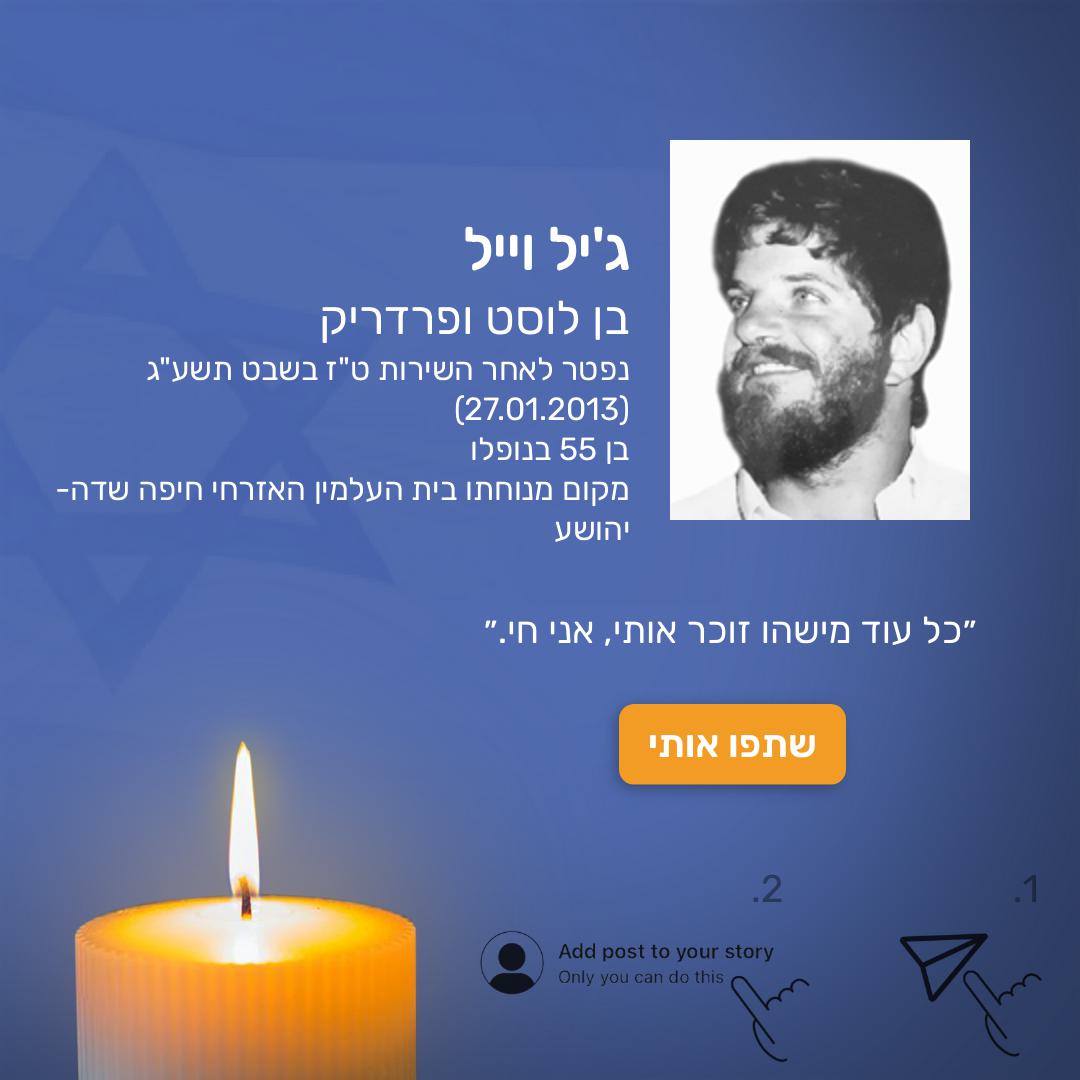 ג'יל וייל
בן לוסט ופרדריק
נפטר לאחר השירות ט"ז בשבט תשע"ג
(27.01.2013)
בן 55 בנופלו
מקום מנוחתו בית העלמין האזרחי חיפה שדה-
יהושע
״כל עוד מישהו זוכר אותי, אני חי.״
שתפו אותי
1.
2.
Add post to your story
Only you can do this